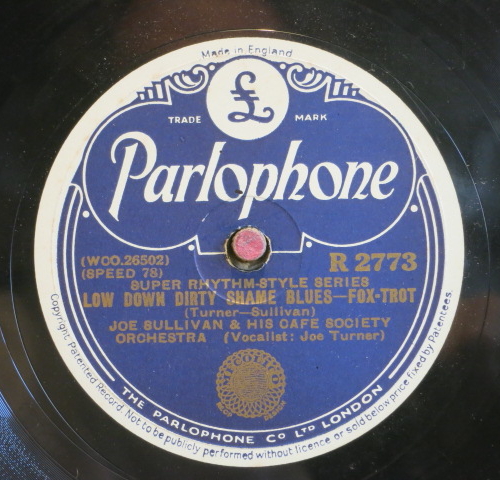 Made in England
£
TRADE MARK
Parlophone
(WOO.26502)
(SPEED 78)
R 2773
SUPER RHYTHM-STYLE SERIES
LOW DOWN DIRTY SHAME BLUES—FOX-TROT
(Turner—Sullivan)
JOE SULLIVAN & HIS CAFE SOCIETY
ORCHESTRA (Vocalist: Joe Turner)
THE PARLOPHONE CO LTD LONDON
Copyright. Patented Record. Not to be publicly performed without licence or sold below price fixed by Patentees.